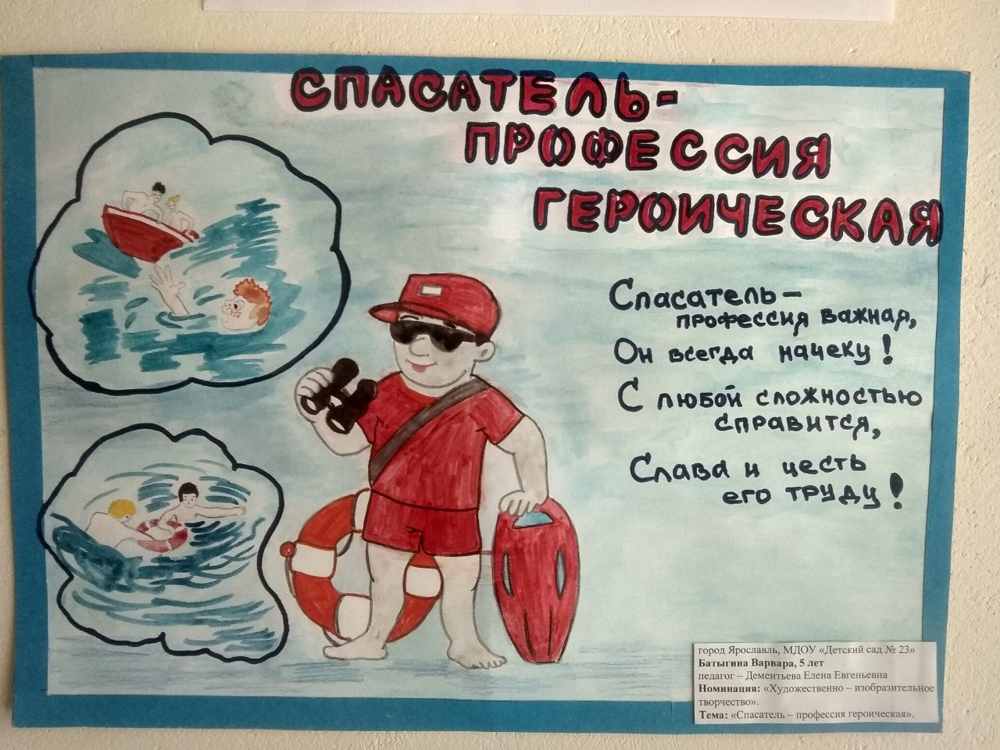 СПАСАТЕЛЬ-
ПРОФЕССИЯ
ГЕРОИЧЕСКАЯ
Спасатель-
профессия важная,
Он всегда начеку!
С любой сложностью
справится,
Слава и честь
его труду!
город Ярославль, МДОУ «Детский сад № 23»
Батыгина Варвара, 5 лет
педагог – Дементьева Елена Евгеньевна
Номинация: «Художественно – изобразительное
творчество».
Тема: «Спасатель – профессия героическая».